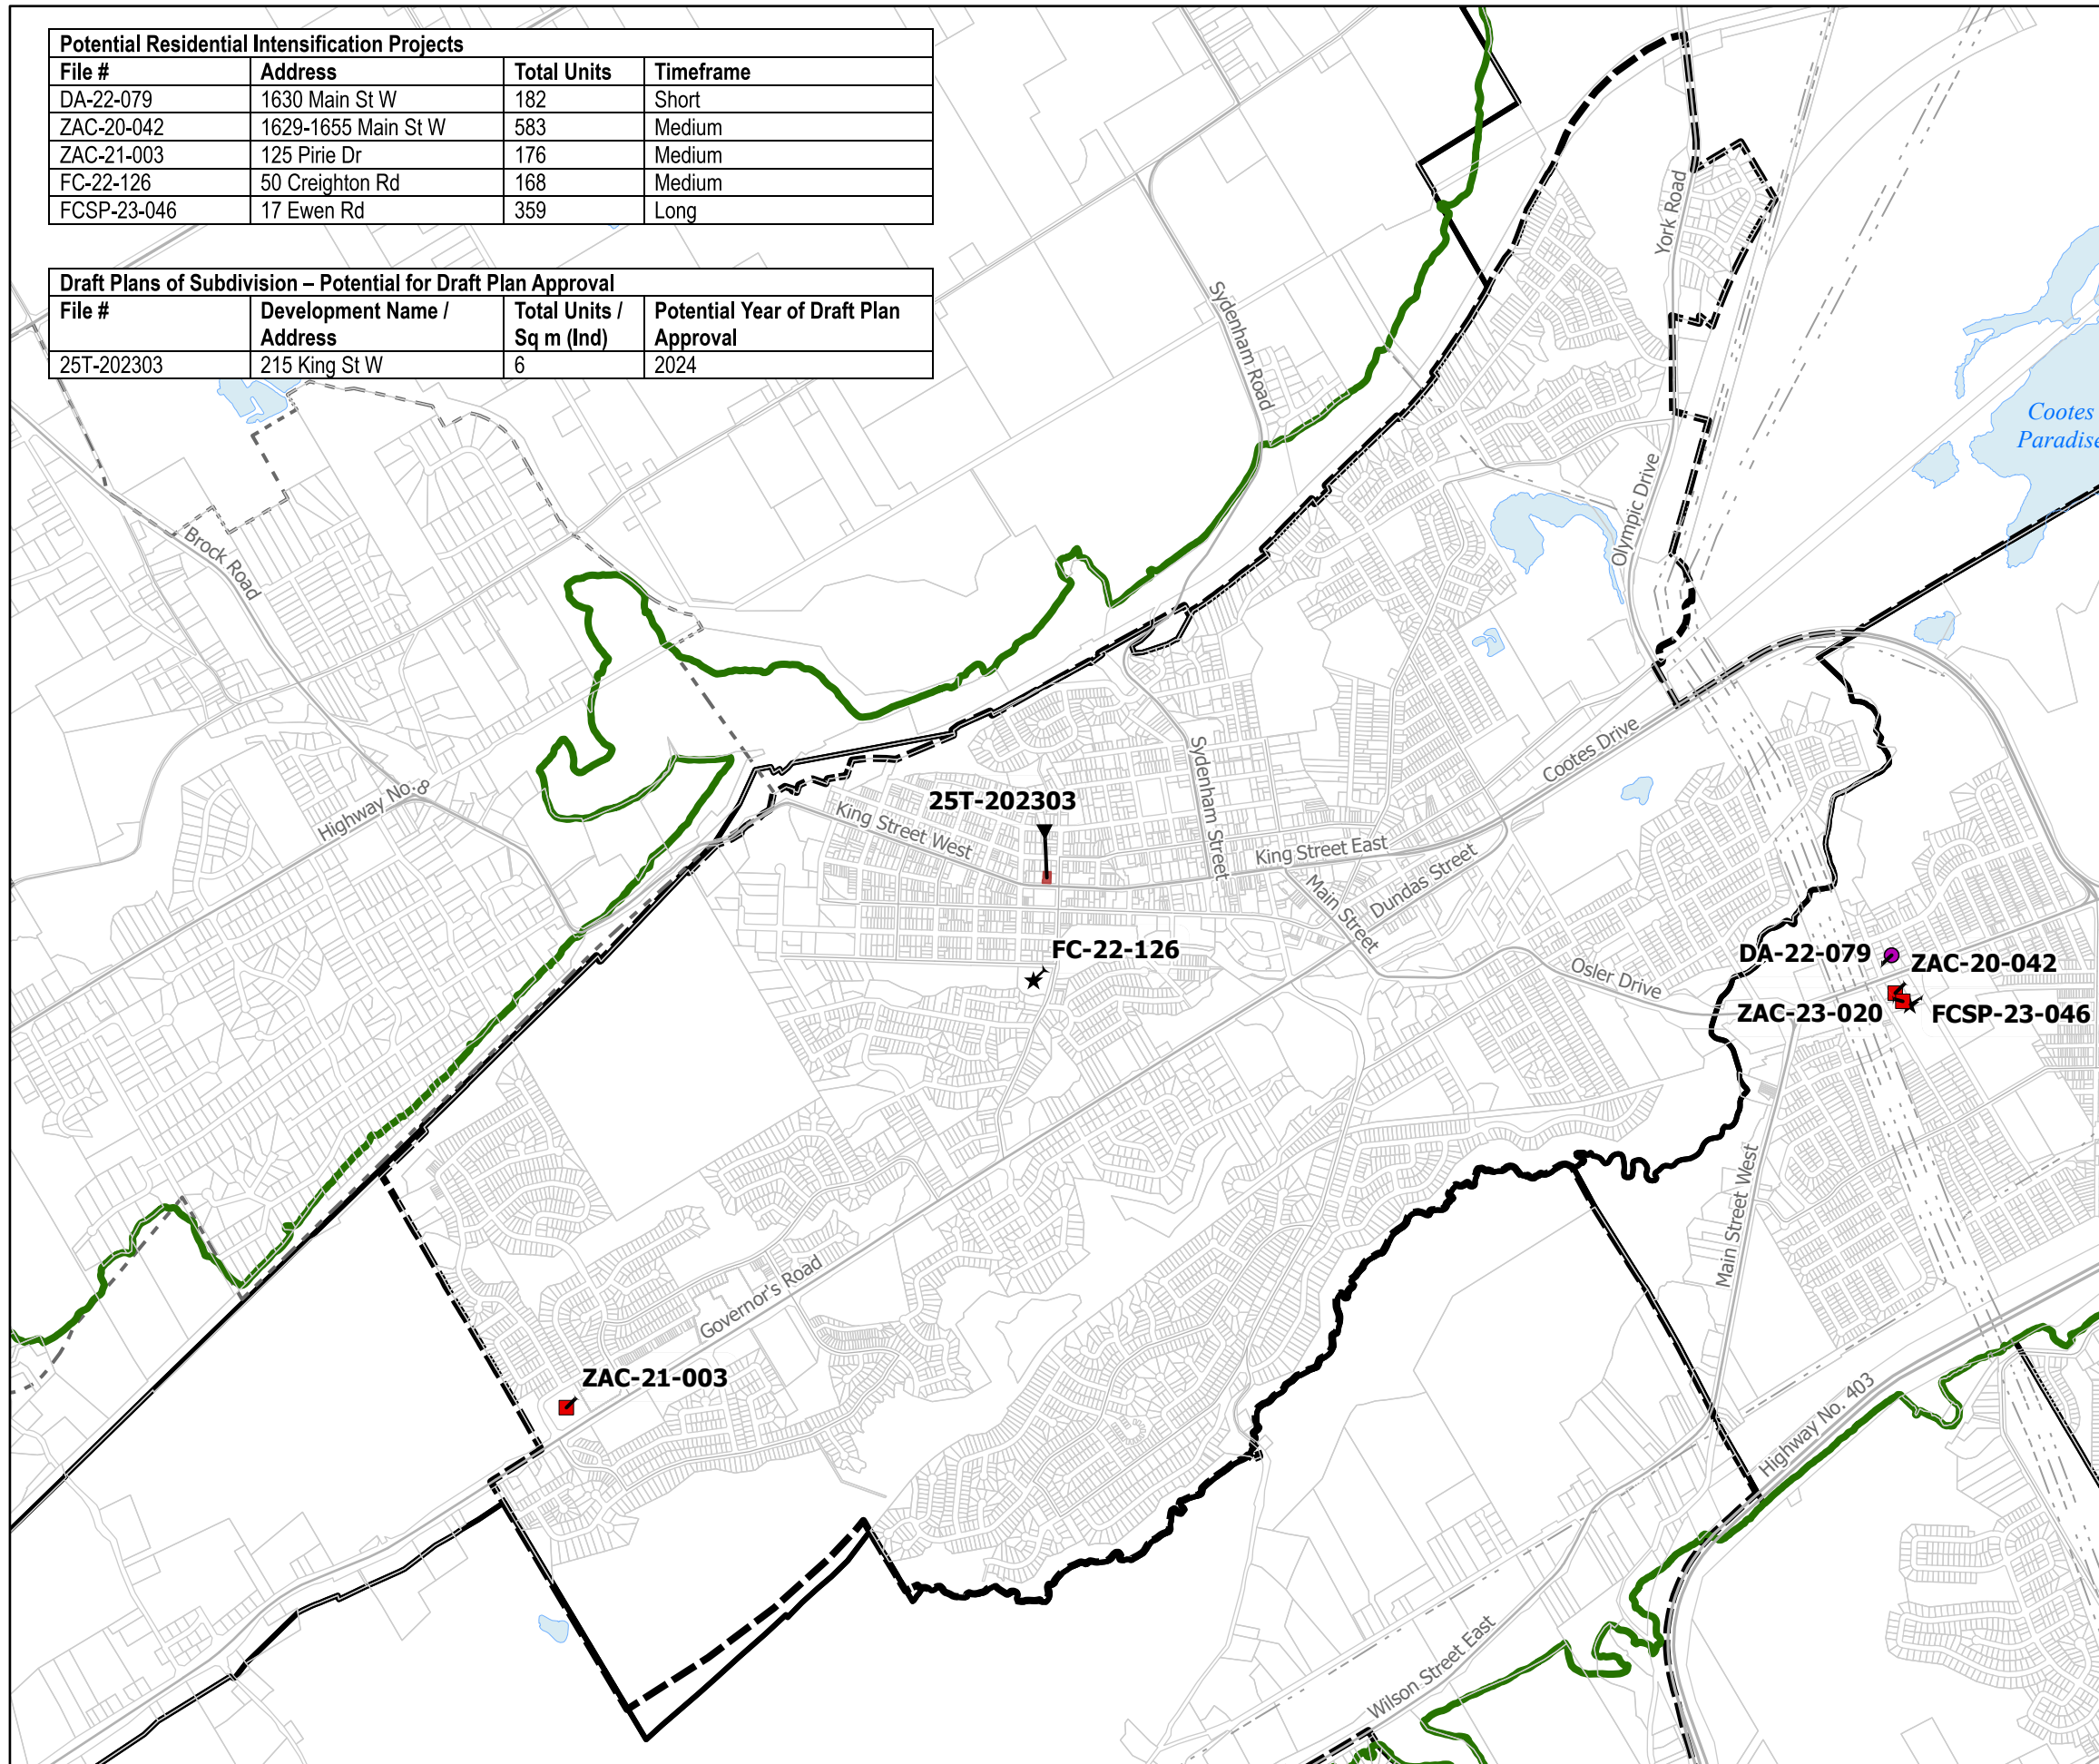 Potential Residential Intensification Projects
File # Address Total Units Timeframe
DA-22-079 1630 Main St W 182 Short
ZAC-20-042 1629-1655 Main St W 583 Medium
ZAC-21-003 125 Pirie Dr 176 Medium
FC-22-126 50 Creighton Rd 168 Medium
FCSP-23-046 17 Ewen Rd 359 Long
Draft Plans of Subdivision – Potential for Draft Plan Approval
File # Development Name / Total Units / Potential Year of Draft Plan
Address Sq m (Ind) Approval
25T-202303 215 King St W 6 2024
York Road
Sydenham Road
Cootes
Paradise
Olympic Drive
Brock Road
Highway No. 8
Sydenham Street
Cootes Drive
25T-202303
King Street West
King Street East
Main Street
Dundas Street
FC-22-126
Osler Drive
DA-22-079
ZAC-20-042
ZAC-23-020
FCSP-23-046
Main Street West
Governor's Road
ZAC-21-003
Highway No. 403
Wilson Street East